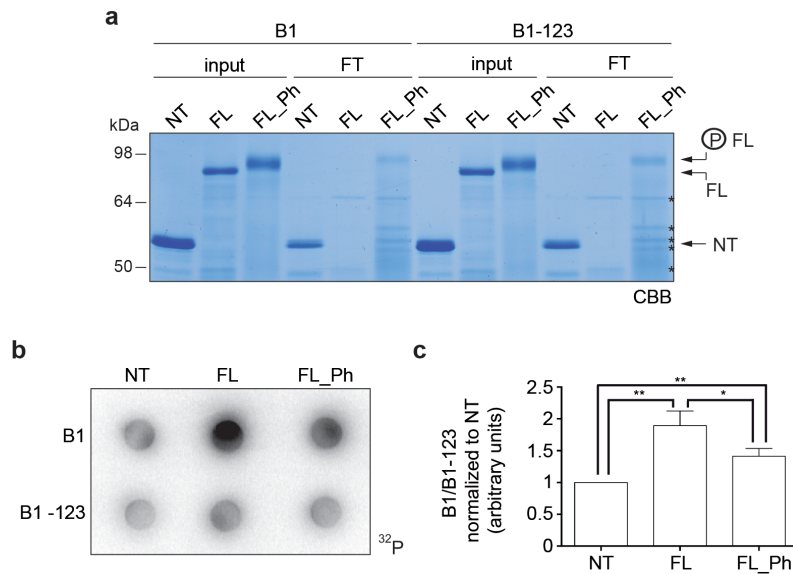 a
B1 B1-123
input FT input FT
NT FL FL_Ph NT FL FL_Ph NT FL FL_Ph NT FL FL_Ph
kDa
98
64
50
P FL
FL
*
*
*
*
NT
*
CBB
b
NT FL FL_Ph
B1
B1 -123
32P
c
B1/B1-123
normalized to NT
(arbitrary units)
2.5
2
1.5
1
0.5
0
**
** *
NT FL FL_Ph